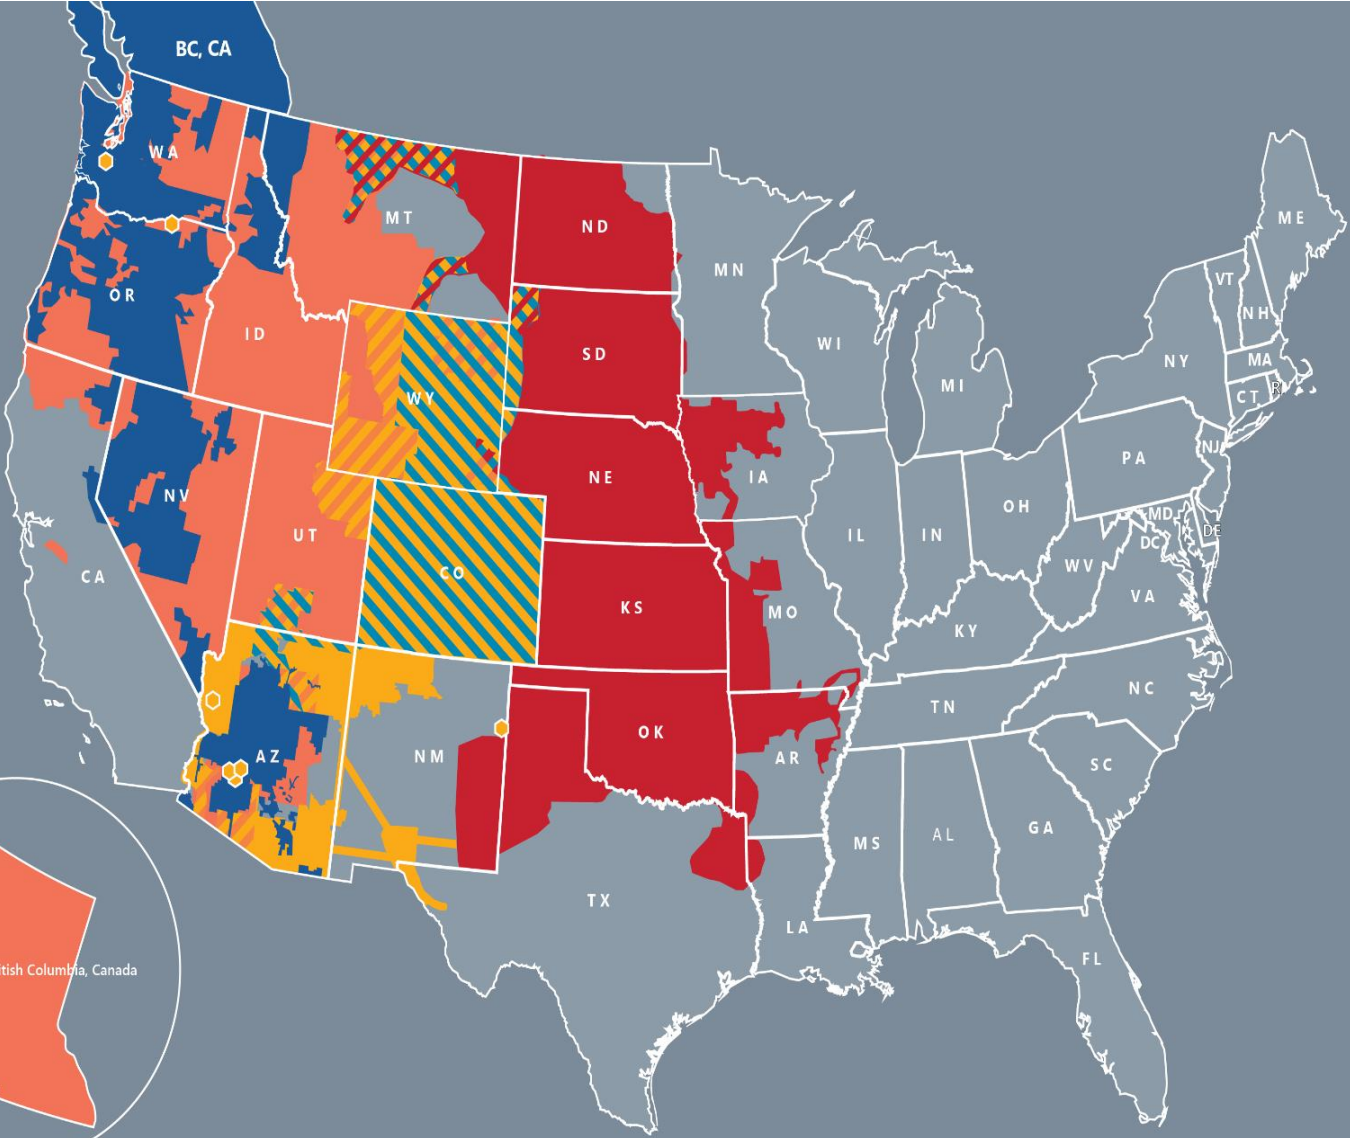 BC, CA
WA
MT
ND
MN
ME
OR
ID
SD
WI
MI
VT
NH
NY
MA
CT
RI
WY
NE
IA
PA
NJ
NV
UT
CO
IL
IN
OH
MD
DE
DC
WV
VA
CA
KS
MO
KY
AZ
NM
OK
AR
TN
NC
SC
MS
AL
GA
TX
LA
FL
itish Columbia, Canada